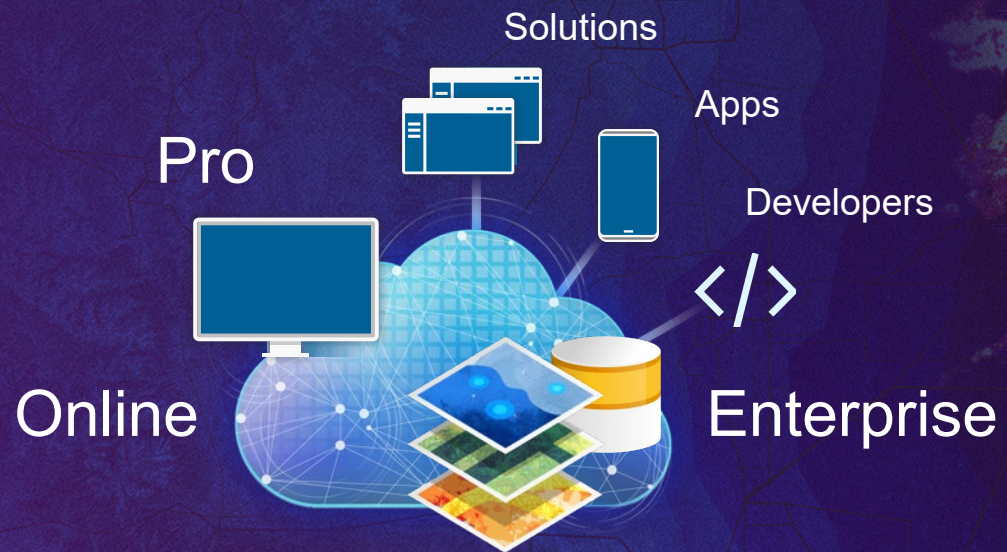 Solutions
Apps
Pro
Developers
</>
Online
Enterprise